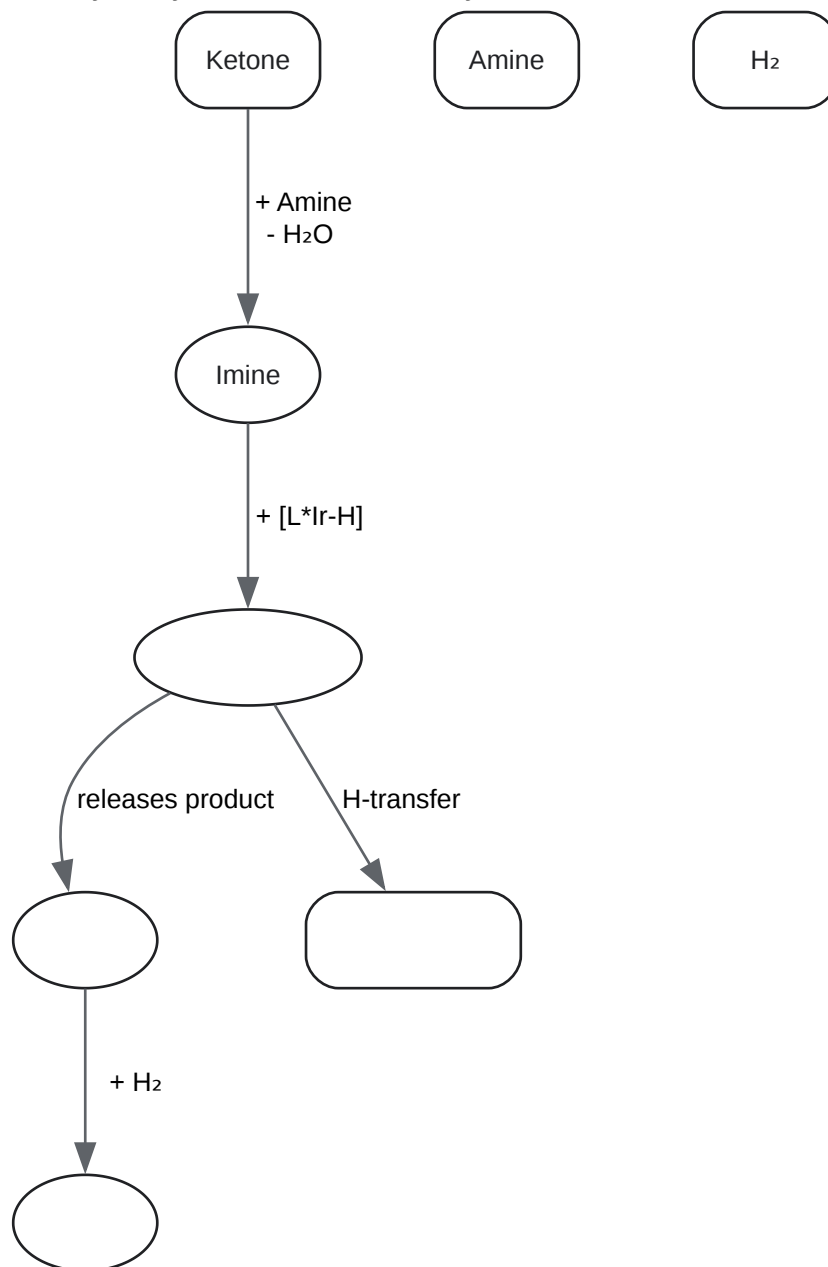 Ketone
Amine
H₂
+ Amine
- H₂O
Imine
+ [L*Ir-H]
releases product
H-transfer
+ H₂